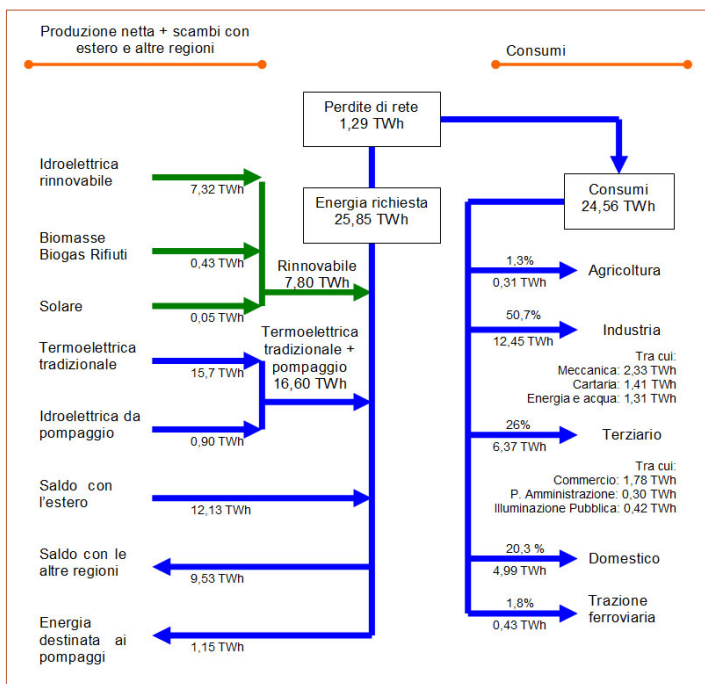 Produzione netta + scambi con
estero e altre regioni
Consumi
Perdite di rete
1,29 TWh
Energia richiesta
25,85 TWh
Consumi
24,56 TWh
Idroelettrica
rinnovabile
7,32 TWh
Biomasse
Biogas Rifiuti
0,43 TWh
Solare
0,05 TWh
Rinnovabile
7,80 TWh
Termoelettrica
tradizionale
15,7 TWh
Termoelettrica
tradizionale +
pompaggio
16,60 TWh
Idroelettrica da
pompaggio
0,90 TWh
Saldo con
l'estero
12,13 TWh
Saldo con le
altre regioni
9,53 TWh
Energia
destinata ai
pompaggi
1,15 TWh
1,3%
0,31 TWh
Agricoltura
50,7%
12,45 TWh
Industria
Tra cui:
Meccanica: 2,33 TWh
Cartaria: 1,41 TWh
Energia e acqua: 1,31 TWh
26%
6,37 TWh
Terziario
Tra cui:
Commercio: 1,78 TWh
P. Amministrazione: 0,30 TWh
Illuminazione Pubblica: 0,42 TWh
20,3 %
4,99 TWh
Domestico
1,8%
0,43 TWh
Trazione
ferroviaria